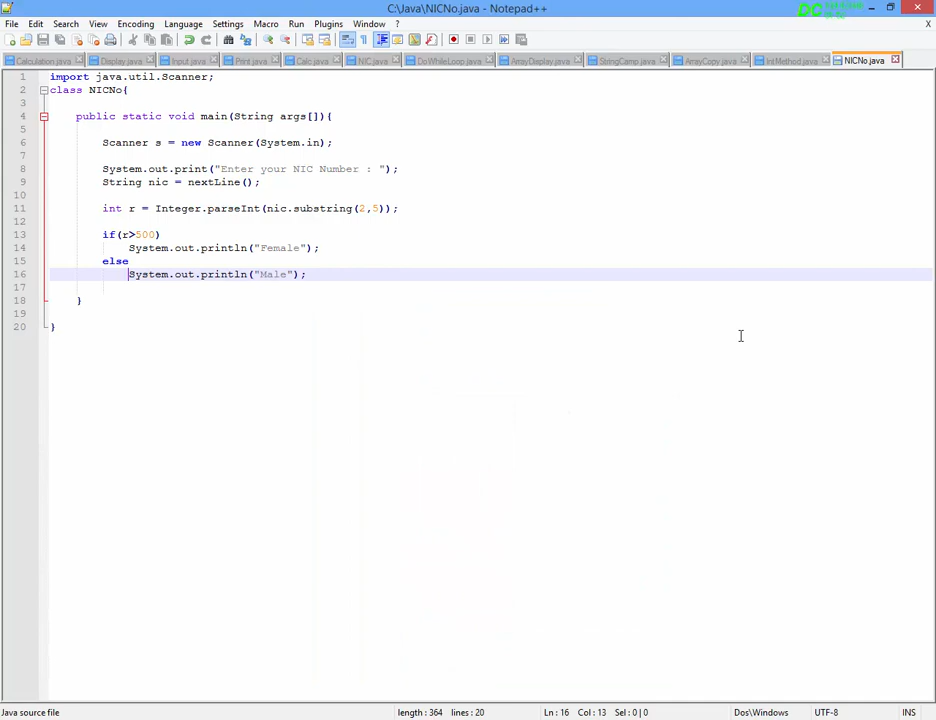 C:\Java\NICNo.java - Notepad++
File Edit Search View Encoding Language Settings Macro Run Plugins Window ?
X
Calculation.java Display.java Input.java Print.java Calc.java NIC.java DoWhileLoop.java ArrayDisplay.java StringCamp.java ArrayCopy.java IntMethod.java NICNo.java
1 import java.util.Scanner;
2 class NICNo{
3
4 public static void main(String args[]){
5
6 Scanner s = new Scanner(System.in);
7
8 System.out.print("Enter your NIC Number : ");
9 String nic = nextLine();
10
11 int r = Integer.parseInt(nic.substring(2,5));
12
13 if(r>500)
14 System.out.println("Female");
15 else
16 System.out.println("Male");
17
18 }
19
20 }
Java source file length : 364 lines : 20 Ln : 16 Col : 13 Sel : 0 | 0 Dos\Windows UTF-8 INS